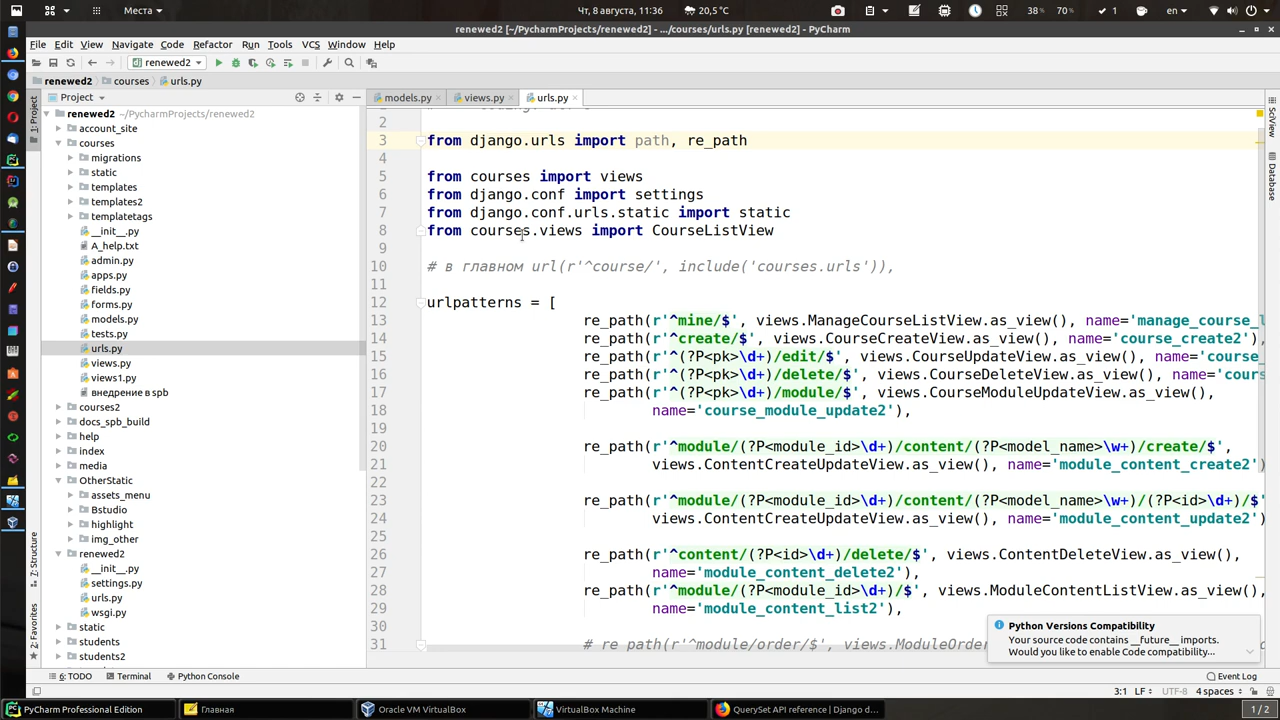 Места
Чт, 8 августа, 11:36
20,5 °C
38 %
70 %
1
en
renewed2 [~/PycharmProjects/renewed2] - .../courses/urls.py [renewed2] - PyCharm
File Edit View Navigate Code Refactor Run Tools VCS Window Help
renewed2
renewed2 courses urls.py
Project
models.py views.py urls.py
renewed2 ~/PycharmProjects/renewed2
account_site
courses
migrations
static
templates
templates2
templatetags
__init__.py
A_help.txt
admin.py
apps.py
fields.py
forms.py
models.py
tests.py
urls.py
views.py
views1.py
внедрение в spb
courses2
docs_spb_build
help
index
media
OtherStatic
assets_menu
Bstudio
highlight
img_other
renewed2
__init__.py
settings.py
urls.py
wsgi.py
static
students
students2
1: Project
7: Structure
2: Favorites
SciView
Database
2
3 from django.urls import path, re_path
4
5 from courses import views
6 from django.conf import settings
7 from django.conf.urls.static import static
8 from courses.views import CourseListView
9
10 # в главном url(r'^course/', include('courses.urls')),
11
12 urlpatterns = [
13 re_path(r'^mine/$', views.ManageCourseListView.as_view(), name='manage_course_l
14 re_path(r'^create/$', views.CourseCreateView.as_view(), name='course_create2'),
15 re_path(r'^(?P<pk>\d+)/edit/$', views.CourseUpdateView.as_view(), name='course
16 re_path(r'^(?P<pk>\d+)/delete/$', views.CourseDeleteView.as_view(), name='cours
17 re_path(r'^(?P<pk>\d+)/module/$', views.CourseModuleUpdateView.as_view(),
18 name='course_module_update2'),
19
20 re_path(r'^module/(?P<module_id>\d+)/content/(?P<model_name>\w+)/create/$',
21 views.ContentCreateUpdateView.as_view(), name='module_content_create2')
22
23 re_path(r'^module/(?P<module_id>\d+)/content/(?P<model_name>\w+)/(?P<id>\d+)/$'
24 views.ContentCreateUpdateView.as_view(), name='module_content_update2')
25
26 re_path(r'^content/(?P<id>\d+)/delete/$', views.ContentDeleteView.as_view(),
27 name='module_content_delete2'),
28 re_path(r'^module/(?P<module_id>\d+)/$', views.ModuleContentListView.as_view(),
29 name='module_content_list2'),
30
31 # re_path(r'^module/order/$', views.ModuleOrder
Python Versions Compatibility
Your source code contains __future__ imports.
Would you like to enable Code compatibility...
6: TODO Terminal Python Console Event Log
3:1 LF UTF-8 4 spaces
PyCharm Professional Edition Главная Oracle VM VirtualBox VirtualBox Machine QuerySet API reference | Django d... 1 / 2